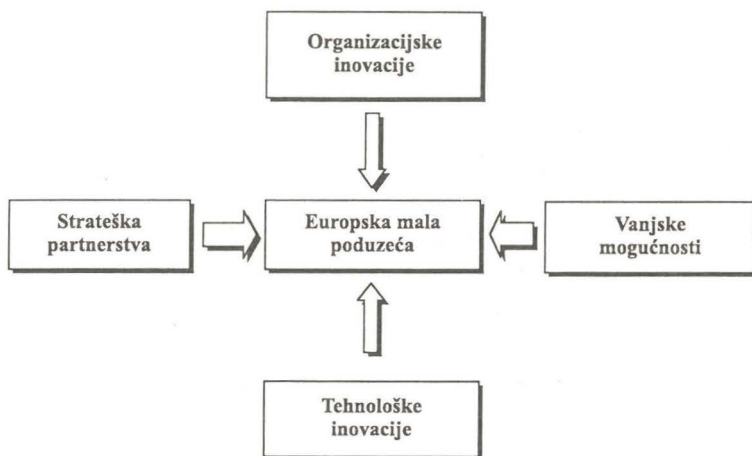 Organizacijske
inovacije
Strateška
partnerstva
Europska mala
poduzeća
Vanjske
mogućnosti
Tehnološke
inovacije